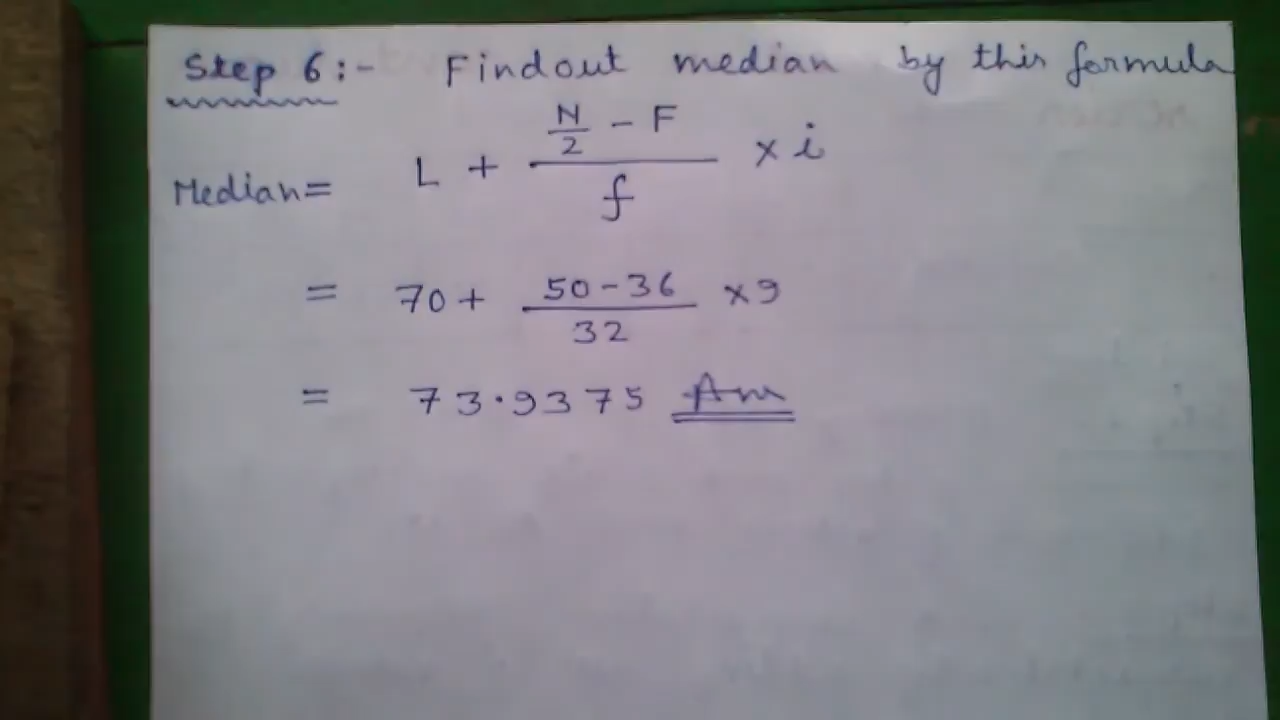 Step 6:- Findout median by this formula
Median = L + (N/2 - F)/f × i
= 70 + (50-36)/32 × 9
= 73.9375 Ans